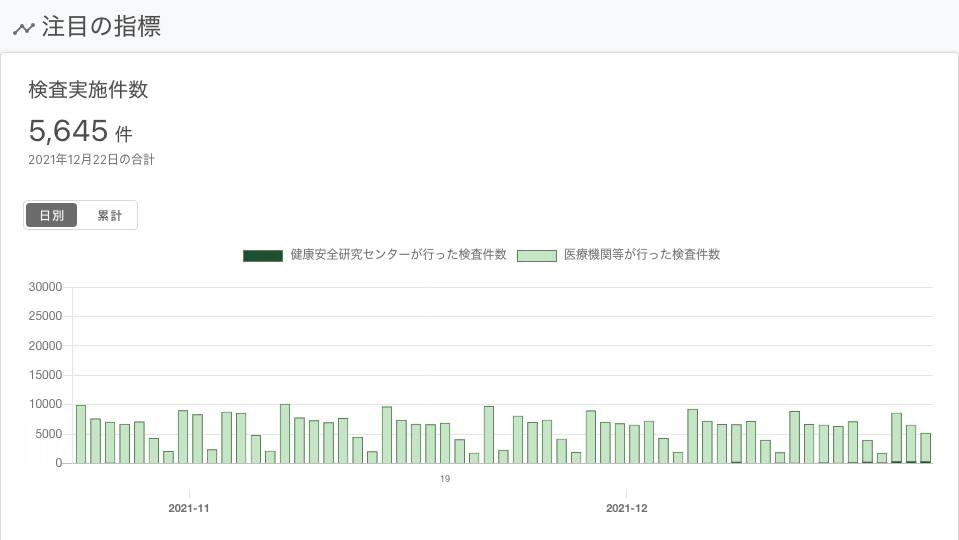 注目の指標
検査実施件数
5,645 件
2021年12月22日の合計
日別 累計
健康安全研究センターが行った検査件数 医療機関等が行った検査件数
30000
25000
20000
15000
10000
5000
0
19
2021-11 2021-12